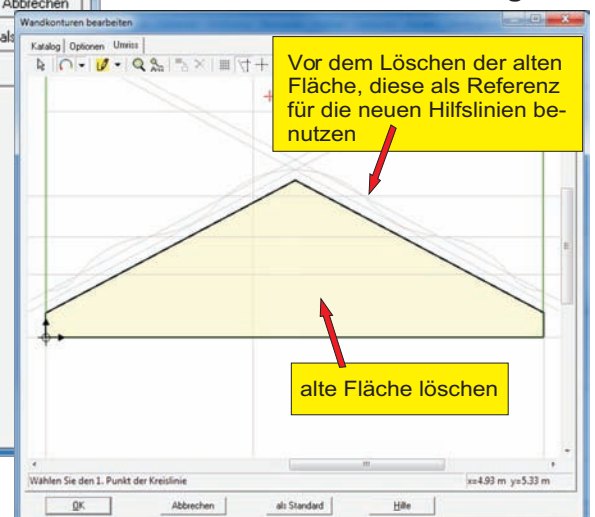 Abbrechen
als
Wandkonturen bearbeiten
Katalog Optionen Umriss
Vor dem Löschen der alten
Fläche, diese als Referenz
für die neuen Hilfslinien be-
nutzen
alte Fläche löschen
Wählen Sie den 1. Punkt der Kreislinie
x=4.93 m y=5.33 m
OK Abbrechen als Standard Hilfe